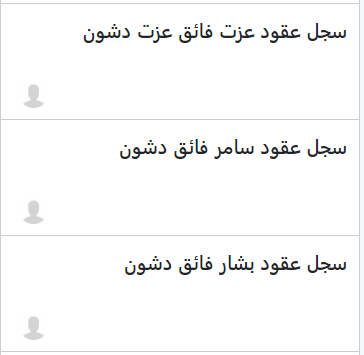 سجل عقود عزت فائق عزت دشون
سجل عقود سامر فائق دشون
سجل عقود بشار فائق دشون